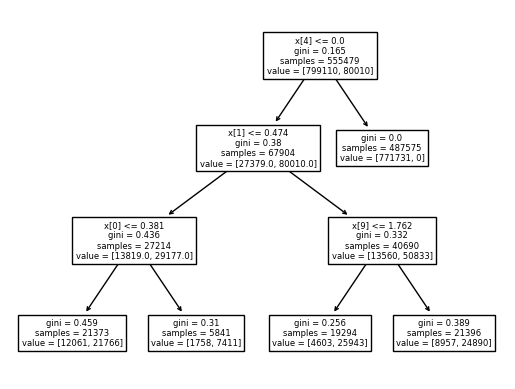 x[4] <= 0.0
gini = 0.165
samples = 555479
value = [799110, 80010]
x[1] <= 0.474
gini = 0.38
samples = 67904
value = [27379.0, 80010.0]
gini = 0.0
samples = 487575
value = [771731, 0]
x[0] <= 0.381
gini = 0.436
samples = 27214
value = [13819.0, 29177.0]
x[9] <= 1.762
gini = 0.332
samples = 40690
value = [13560, 50833]
gini = 0.459
samples = 21373
value = [12061, 21766]
gini = 0.31
samples = 5841
value = [1758, 7411]
gini = 0.256
samples = 19294
value = [4603, 25943]
gini = 0.389
samples = 21396
value = [8957, 24890]